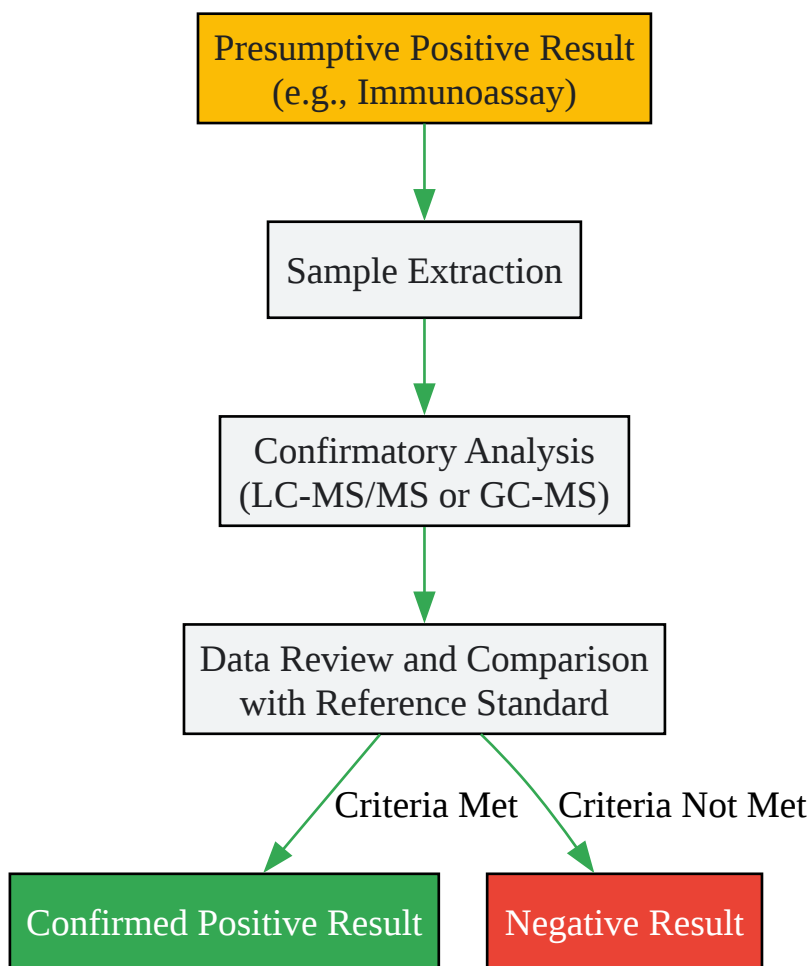 Presumptive Positive Result
(e.g., Immunoassay)
Sample Extraction
Confirmatory Analysis
(LC-MS/MS or GC-MS)
Data Review and Comparison
with Reference Standard
Criteria Met
Criteria Not Met
Confirmed Positive Result
Negative Result